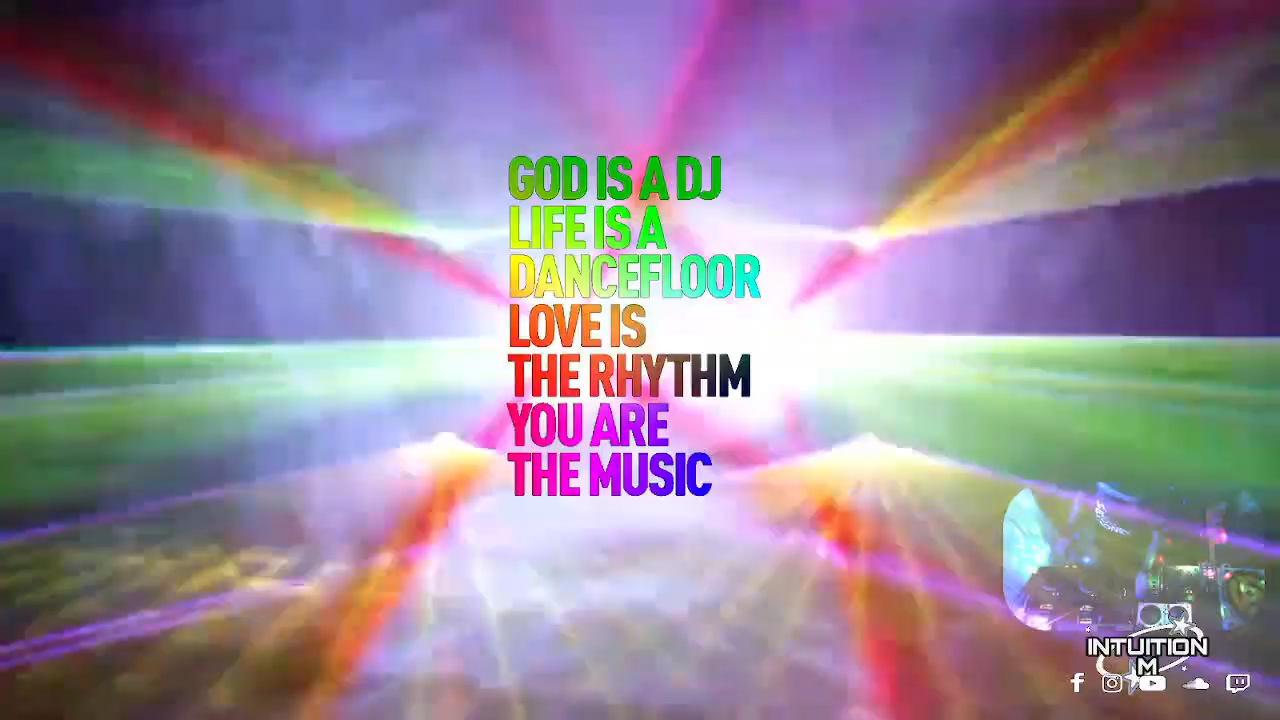 GOD IS A DJ
LIFE IS A
DANCEFLOOR
LOVE IS
THE RHYTHM
YOU ARE
THE MUSIC
INTUITION
M